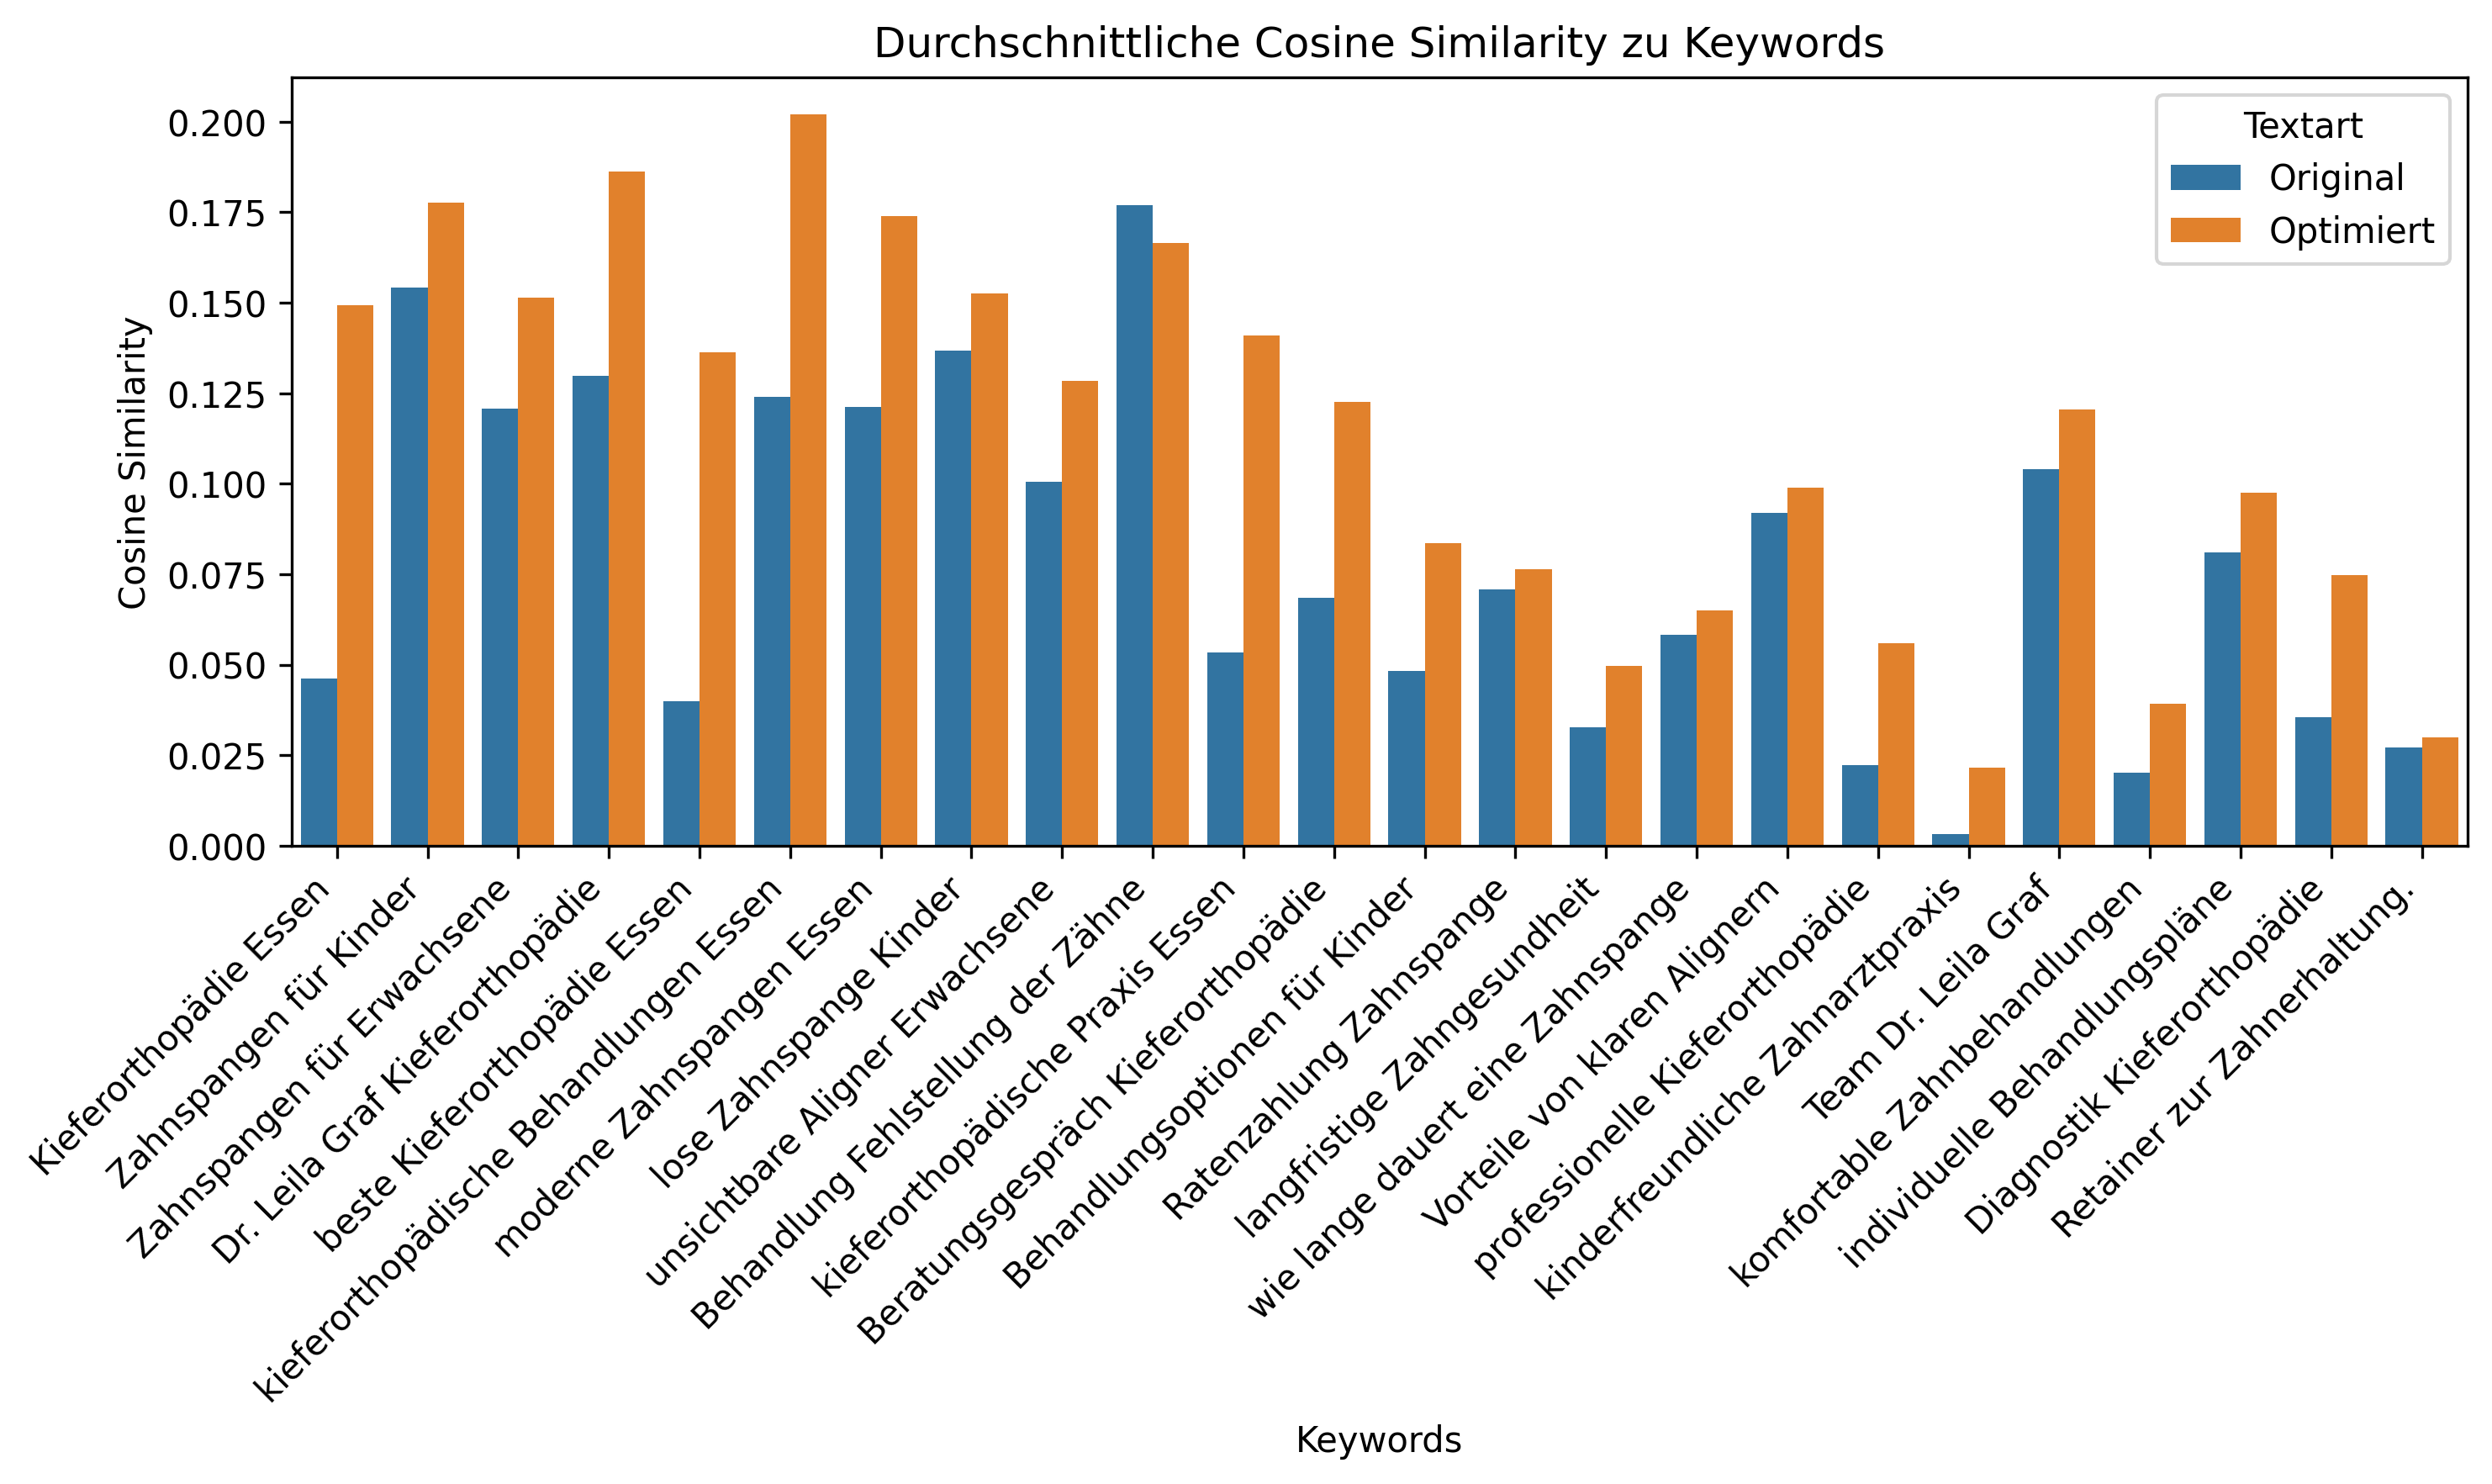 Durchschnittliche Cosine Similarity zu Keywords
Textart
Original
Optimiert
Cosine Similarity
0.200
0.175
0.150
0.125
0.100
0.075
0.050
0.025
0.000
Kieferorthopädie Essen
Zahnspangen für Kinder
Zahnspangen für Erwachsene
Dr. Leila Graf Kieferorthopädie
beste Kieferorthopädie Essen
kieferorthopädische Behandlungen Essen
moderne Zahnspangen Essen
lose Zahnspange Kinder
unsichtbare Aligner Erwachsene
Behandlung Fehlstellung der Zähne
kieferorthopädische Praxis Essen
Beratungsgespräch Kieferorthopädie
Behandlungsoptionen für Kinder
Ratenzahlung Zahnspange
langfristige Zahngesundheit
wie lange dauert eine Zahnspange
Vorteile von klaren Alignern
professionelle Kieferorthopädie
kinderfreundliche Zahnarztpraxis
Team Dr. Leila Graf
komfortable Zahnbehandlungen
individuelle Behandlungspläne
Diagnostik Kieferorthopädie
Retainer zur Zahnerhaltung.
Keywords